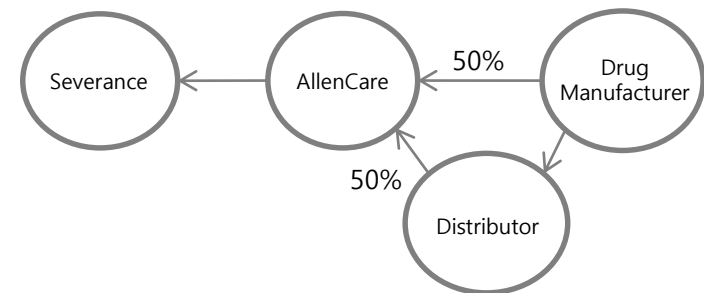 Severance
AllenCare
50%
Drug
Manufacturer
50%
Distributor